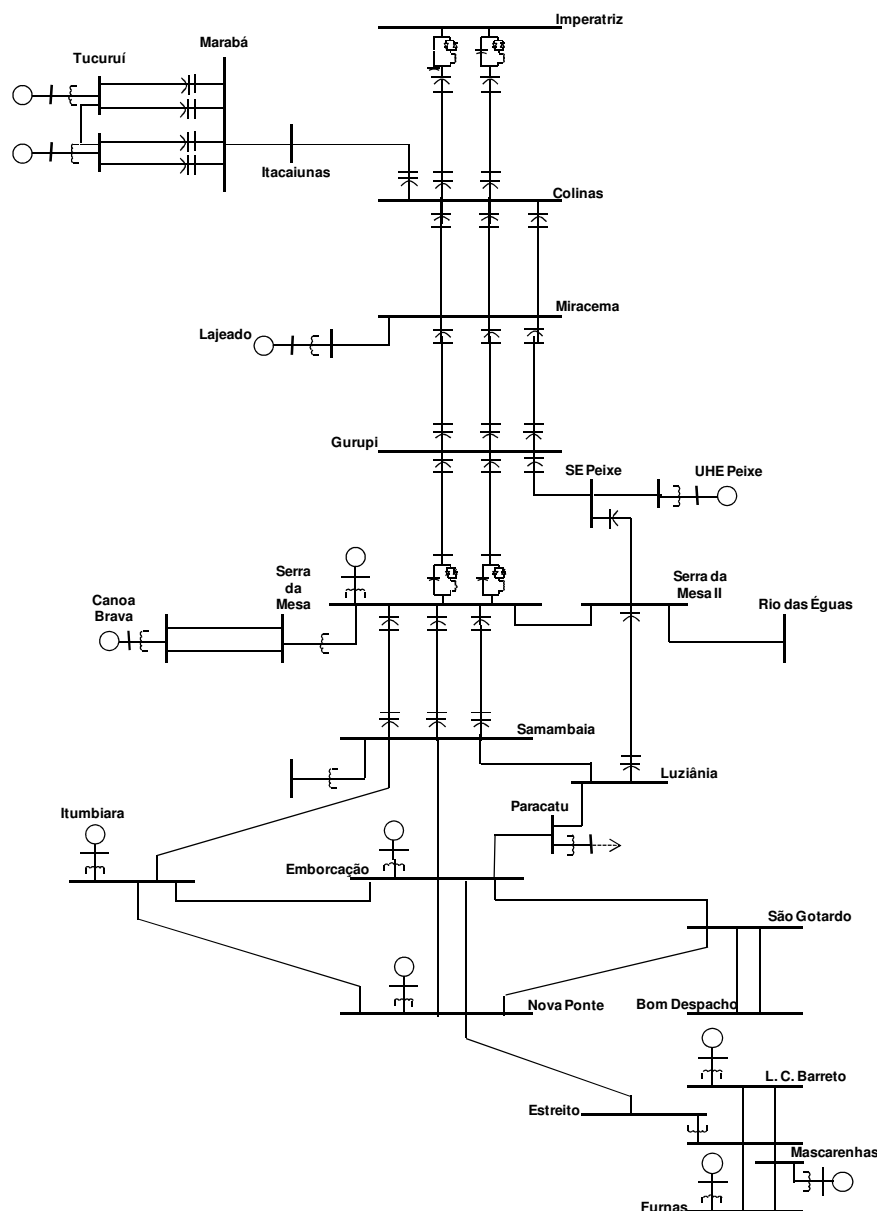 Imperatriz
Marabá
Tucuruí
Itacaiunas
Colinas
Miracema
Lajeado
Gurupi
SE Peixe
UHE Peixe
Serra
da
Mesa
Serra da
Mesa II
Canoa
Brava
Rio das Éguas
Samambaia
Luziânia
Paracatu
Itumbiara
Emborcação
São Gotardo
Nova Ponte
Bom Despacho
L. C. Barreto
Estreito
Mascarenhas
Furnas